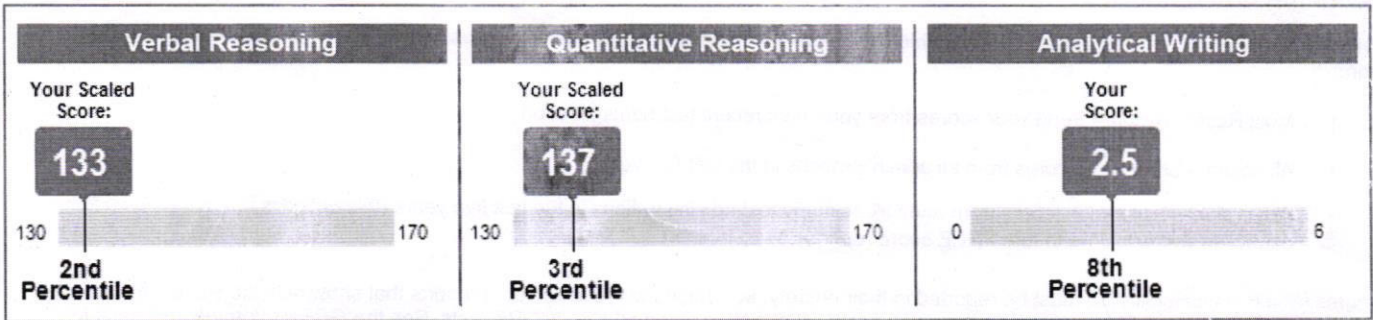 Verbal Reasoning
Your Scaled
Score:
133
130
170
2nd
Percentile
Quantitative Reasoning
Your Scaled
Score:
137
130
170
3rd
Percentile
Analytical Writing
Your
Score:
2.5
0
6
8th
Percentile